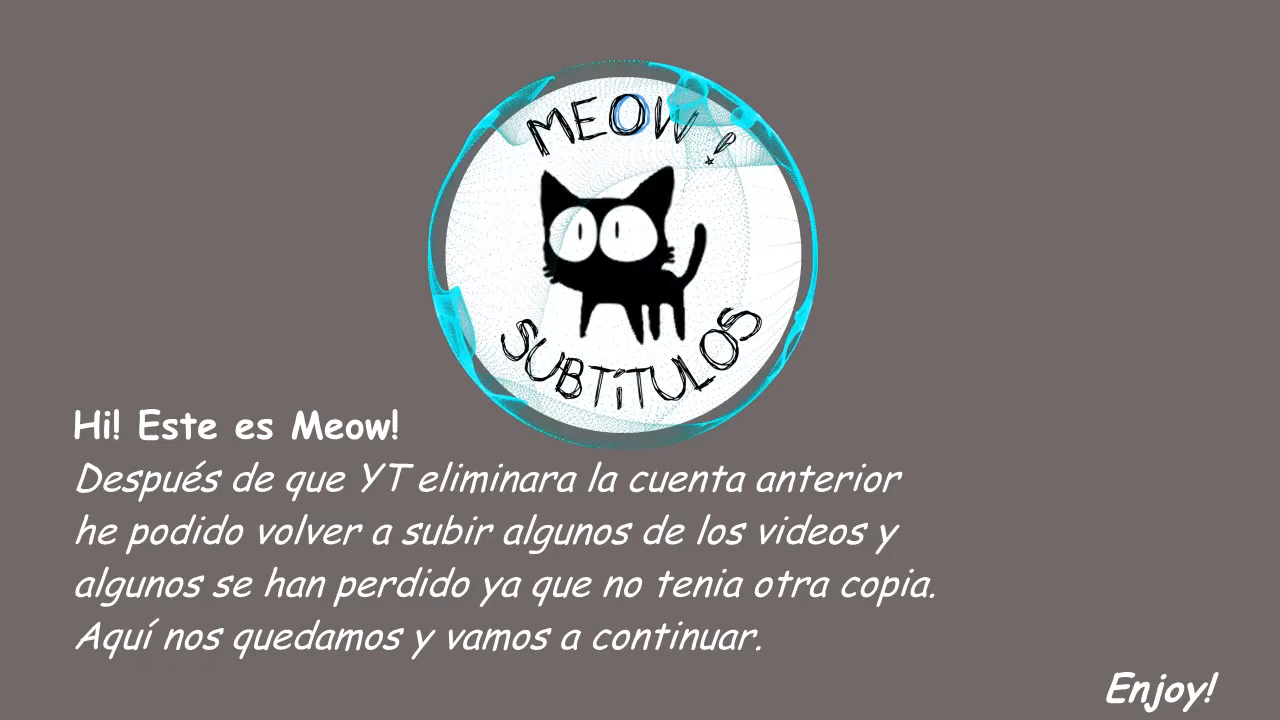 MEOW !
SUBTíTULOS
Hi! Este es Meow!
Después de que YT eliminara la cuenta anterior
he podido volver a subir algunos de los videos y
algunos se han perdido ya que no tenia otra copia.
Aquí nos quedamos y vamos a continuar.
Enjoy!